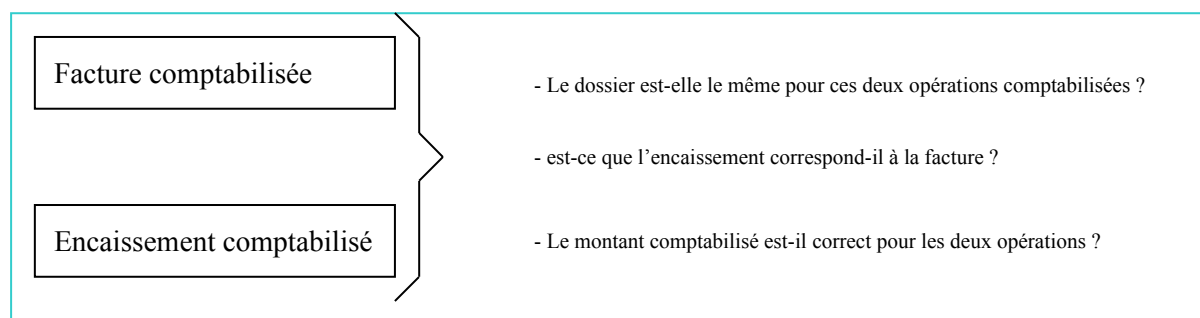 Facture comptabilisée
- Le dossier est-elle le même pour ces deux opérations comptabilisées ?
- est-ce que l’encaissement correspond-il à la facture ?
Encaissement comptabilisé
- Le montant comptabilisé est-il correct pour les deux opérations ?